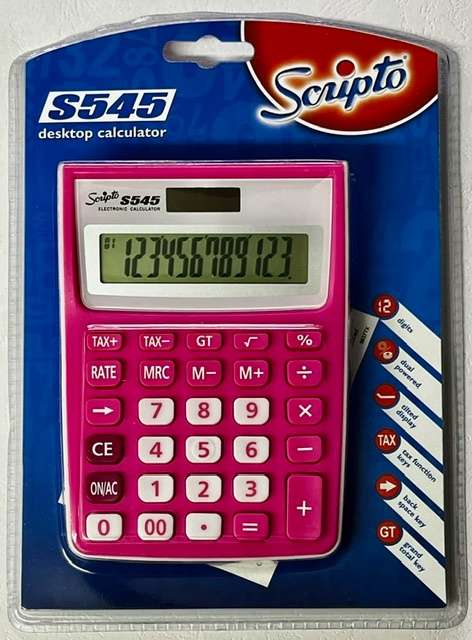 Scripto
S545
desktop calculator
Scripto S545
ELECTRONIC CALCULATOR
123456789123.
TAX+ TAX− GT √ %
RATE MRC M− M+ ÷
→ 7 8 9 ×
CE 4 5 6 −
ON/AC 1 2 3 +
0 00 . =
12 digits
dual powered
tilted display
TAX tax function keys
back space key
GT grand total key